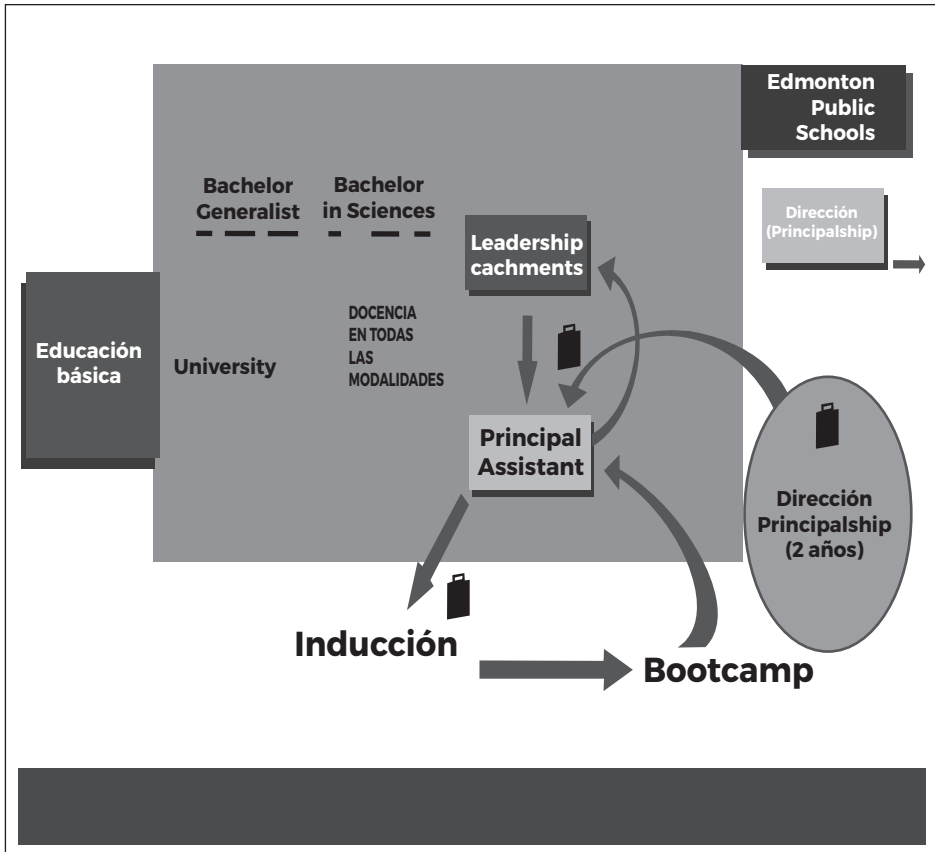 Edmonton
Public
Schools
Bachelor
Generalist
Bachelor
in Sciences
Leadership
cachments
Dirección
(Principalship)
Educación
básica
University
DOCENCIA
EN TODAS
LAS
MODALIDADES
Principal
Assistant
Dirección
Principalship
(2 años)
Inducción
Bootcamp